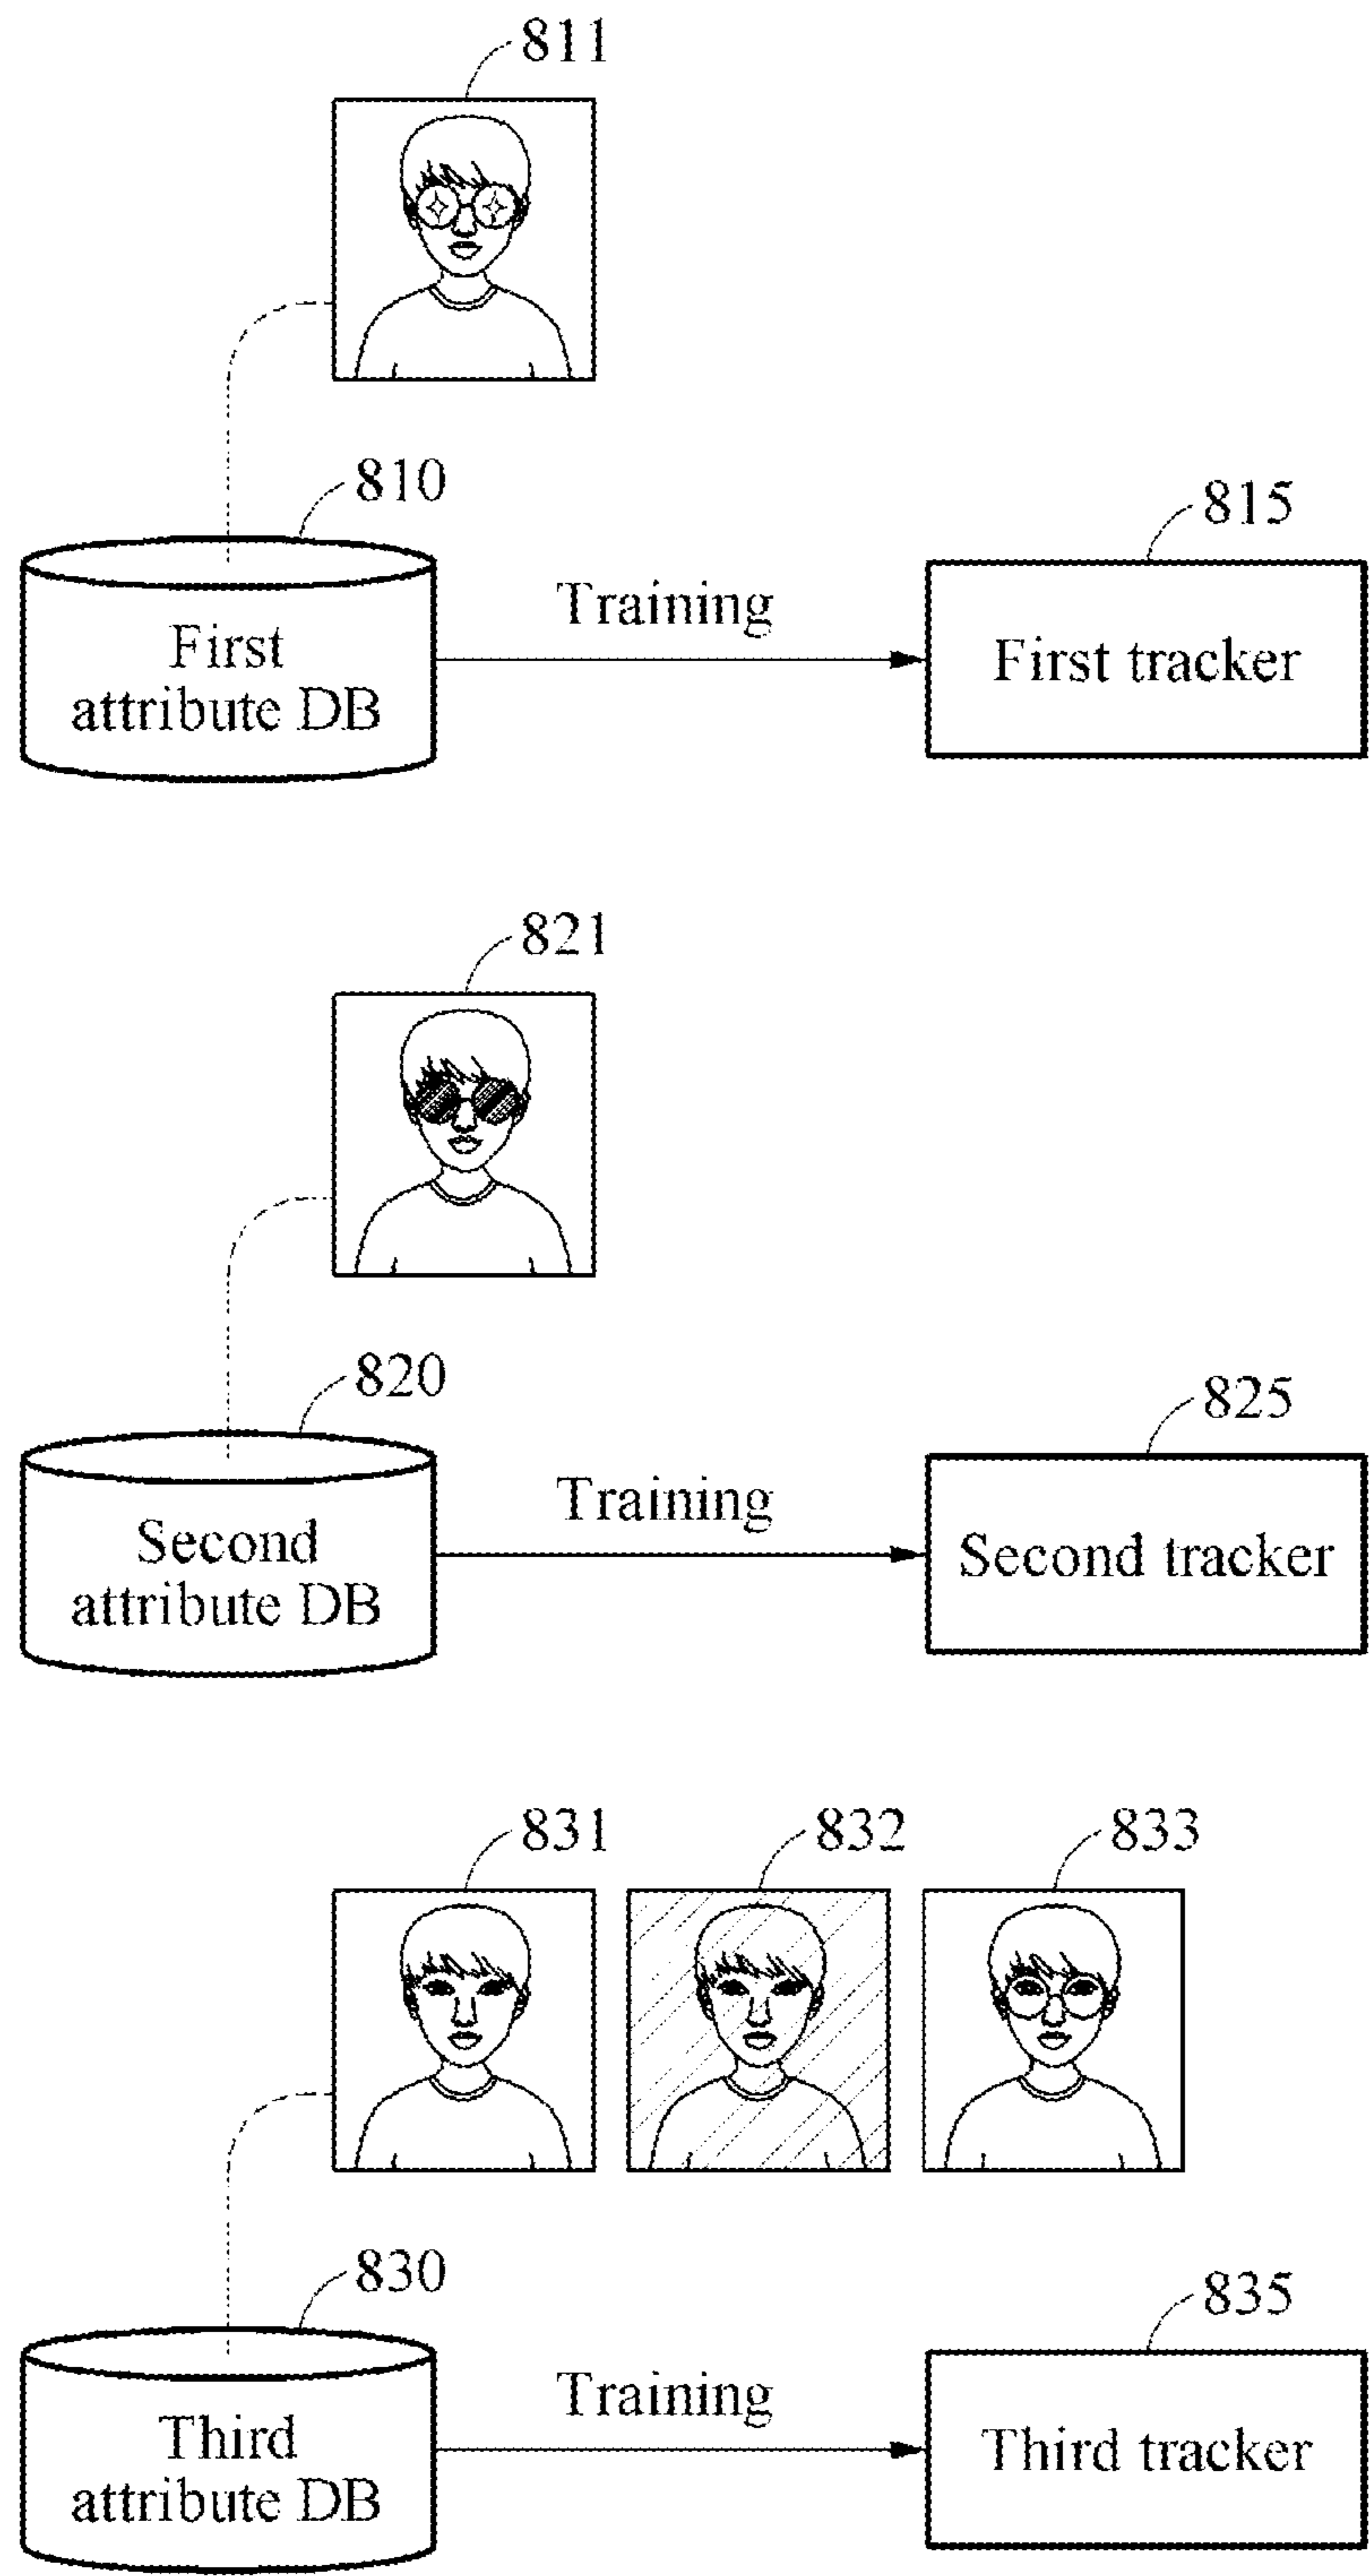 811
810
815
First
attribute DB
Training
First tracker
821
820
825
Second
attribute DB
Training
Second tracker
831
832
833
830
835
Third
attribute DB
Training
Third tracker